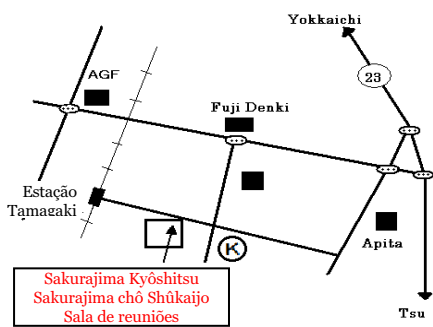 Yokkaichi
23
AGF
Fuji Denki
Estação
Tamagaki
K
Apita
Sakurajima Kyôshitsu
Sakurajima chô Shûkaijo
Sala de reuniões
Tsu